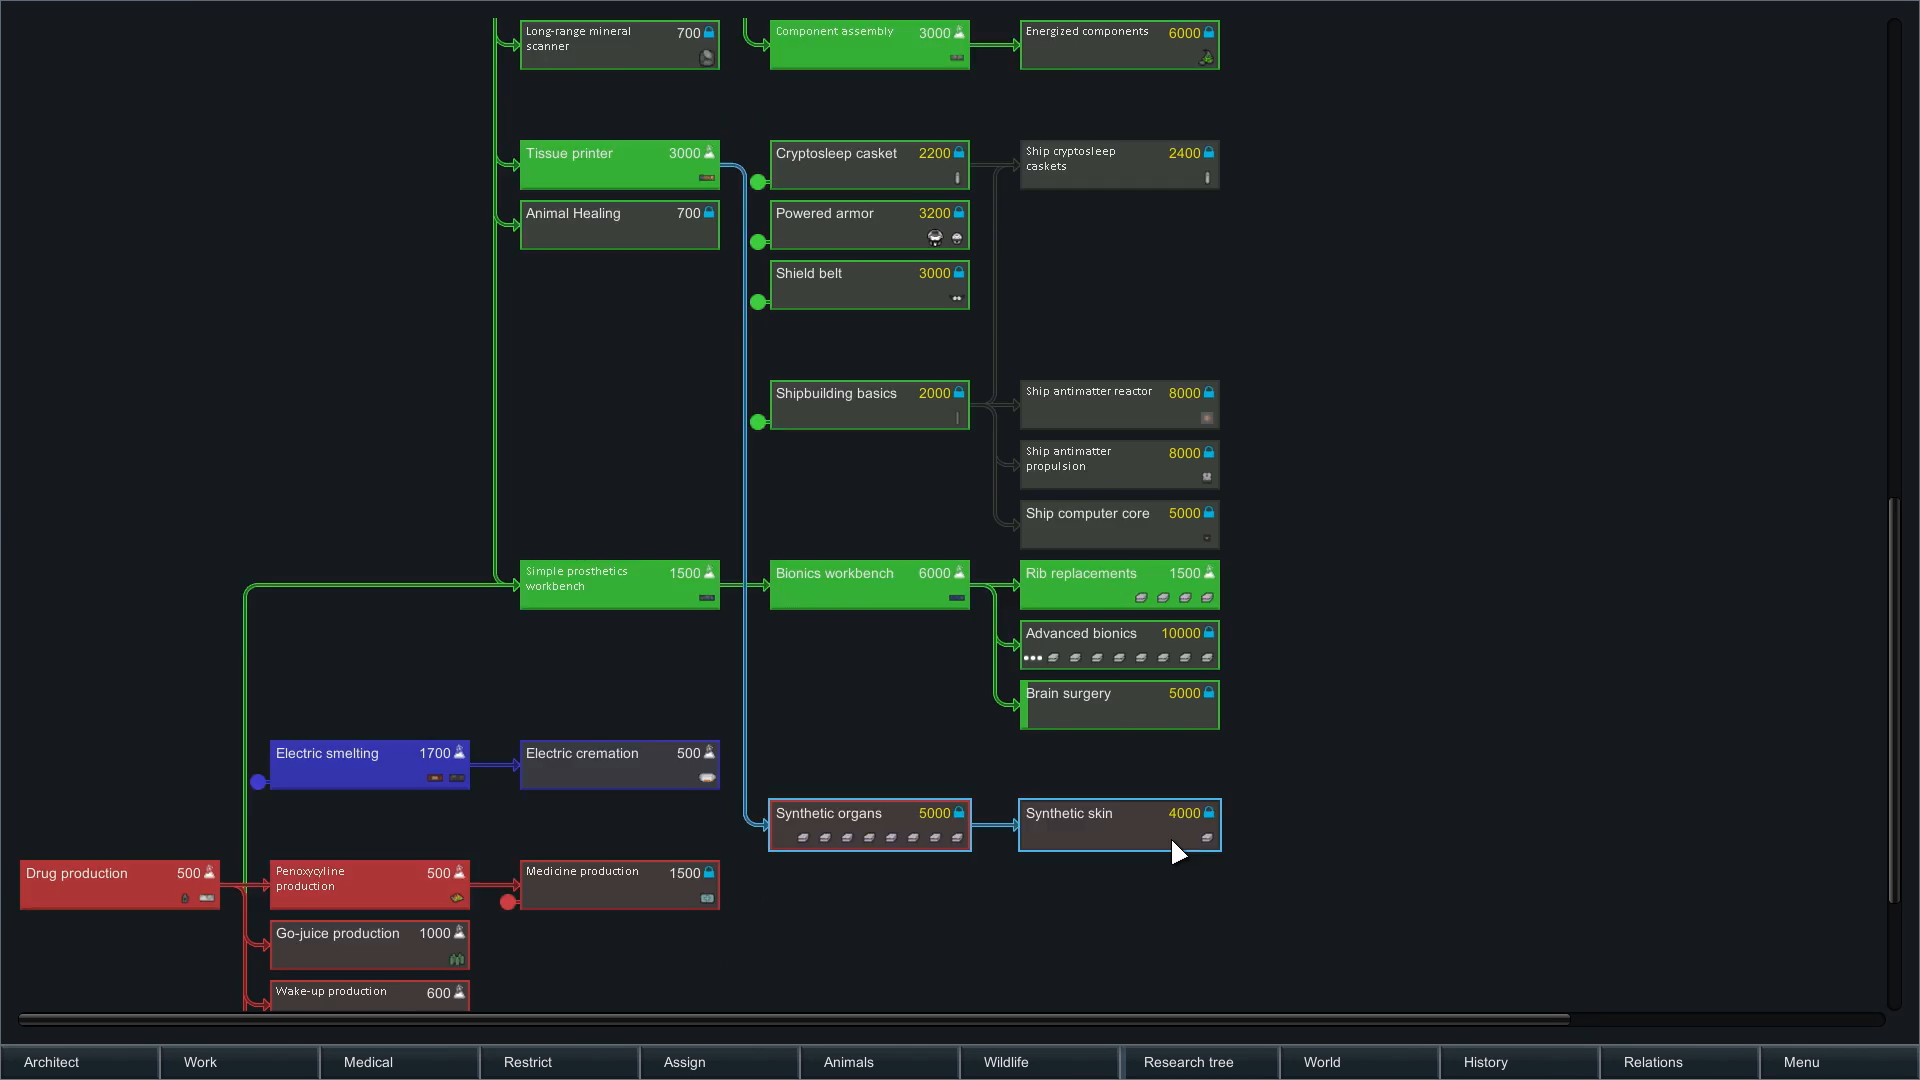 Long-range mineral
scanner
700
Component assembly 3000
Energized components 6000
Tissue printer 3000
Cryptosleep casket 2200
Ship cryptosleep
caskets
2400
Animal Healing 700
Powered armor 3200
Shield belt 3000
Shipbuilding basics 2000
Ship antimatter reactor 8000
Ship antimatter
propulsion
8000
Ship computer core 5000
Simple prosthetics
workbench
1500
Bionics workbench 6000
Rib replacements 1500
Advanced bionics 10000
Brain surgery 5000
Electric smelting 1700
Electric cremation 500
Synthetic organs 5000
Synthetic skin 4000
Drug production 500
Penoxycyline
production
500
Medicine production 1500
Go-juice production 1000
Wake-up production 600
Architect Work Medical Restrict Assign Animals Wildlife Research tree World History Relations Menu